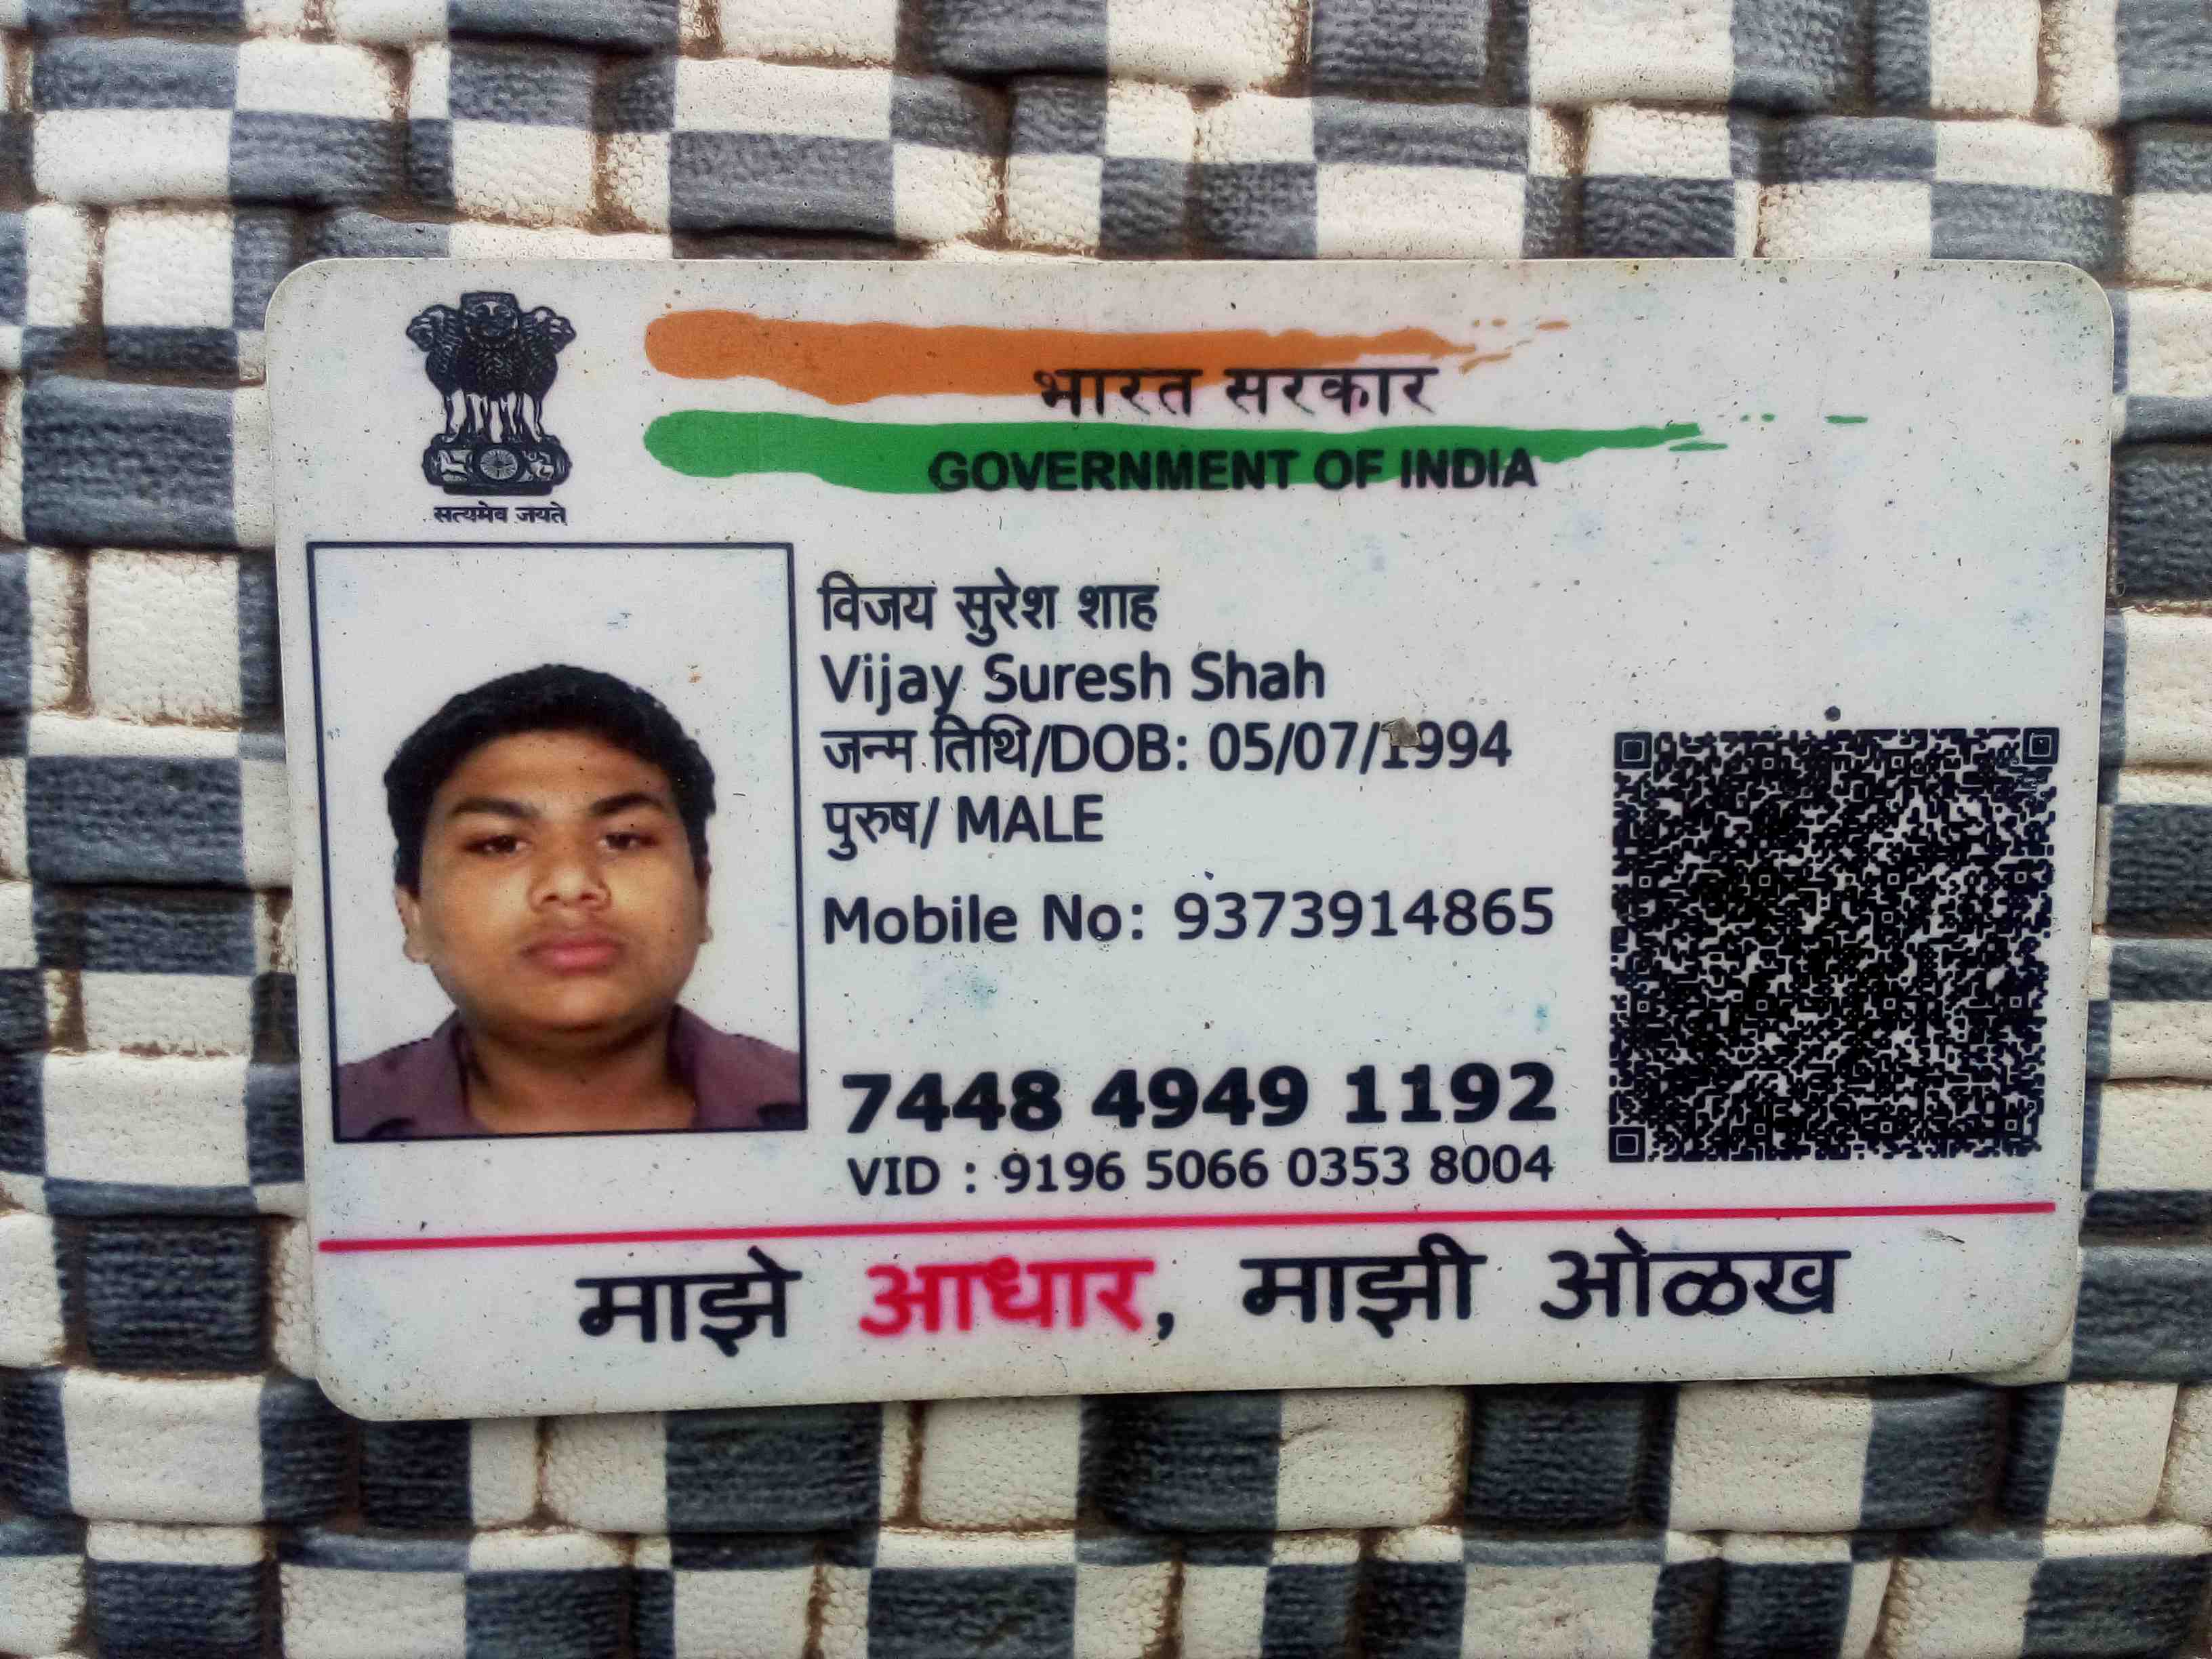 भारत सरकार
GOVERNMENT OF INDIA
सत्यमेव जयते
विजय सुरेश शाह
Vijay Suresh Shah
जन्म तिथि/DOB: 05/07/1994
पुरुष/ MALE
Mobile No: 9373914865
7448 4949 1192
VID : 9196 5066 0353 8004
माझे आधार, माझी ओळख